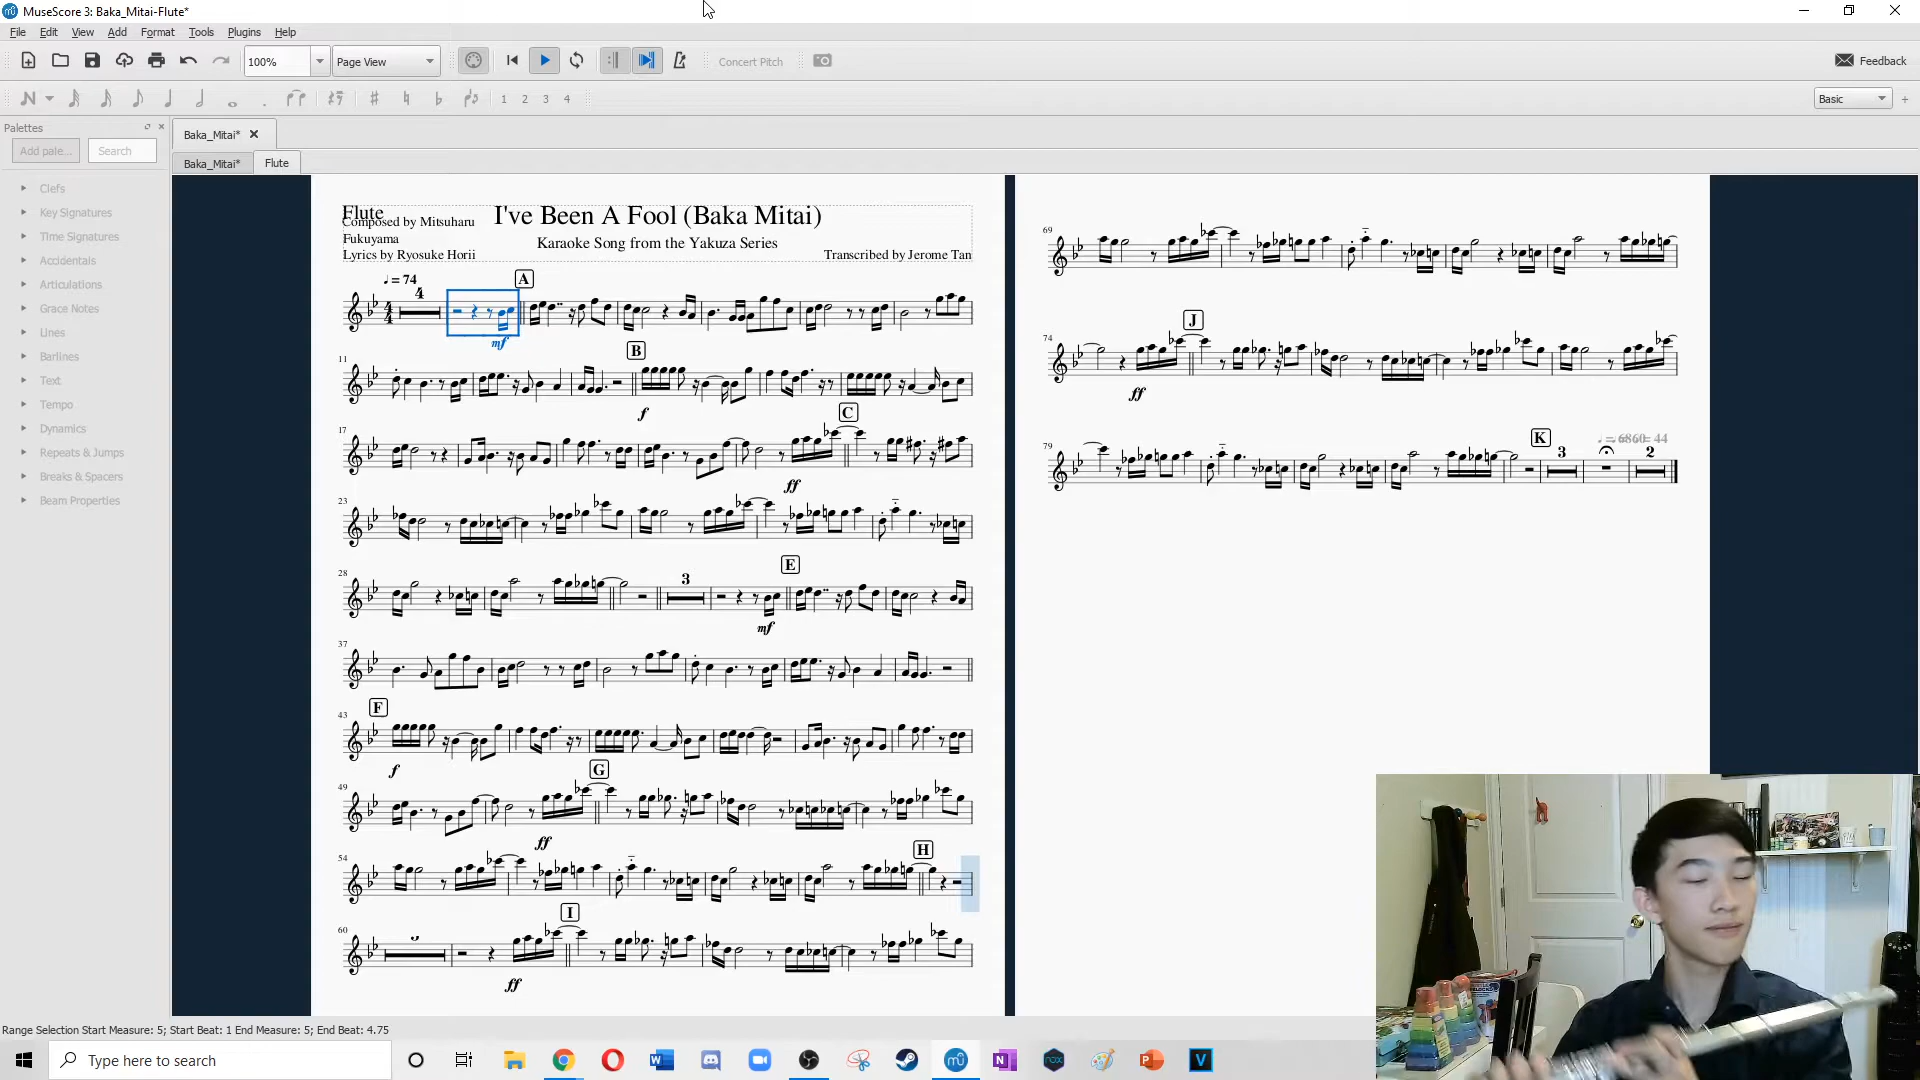 MuseScore 3: Baka_Mitai-Flute*
File Edit View Add Format Tools Plugins Help
100% Page View Concert Pitch Feedback
1 2 3 4 Basic
Palettes
Baka_Mitai*
Add pale... Search
Baka_Mitai* Flute
Clefs
Key Signatures
Time Signatures
Accidentals
Articulations
Grace Notes
Lines
Barlines
Text
Tempo
Dynamics
Repeats & Jumps
Breaks & Spacers
Beam Properties
Flute
I've Been A Fool (Baka Mitai)
Composed by Mitsuharu
Fukuyama
Karaoke Song from the Yakuza Series
Lyrics by Ryosuke Horii
Transcribed by Jerome Tan
= 74
4
A
mf
11
B
f
17
C
ff
23
28
3
E
mf
37
F
43
f
49
G
ff
54
H
60
I
ff
69
74
J
ff
79
K
3
2
Range Selection Start Measure: 5; Start Beat: 1 End Measure: 5; End Beat: 4.75
Type here to search